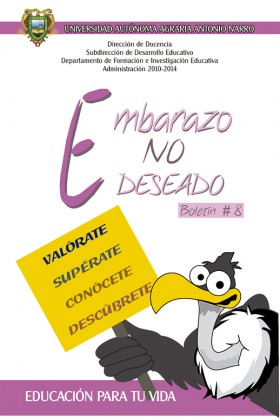 UNIVERSIDAD AUTÓNOMA AGRARIA ANTONIO NARRO
Dirección de Docencia
Subdirección de Desarrollo Educativo
Departamento de Formación e Investigación Educativa
Administración 2010-2014
Embarazo
NO
DESEADO
Boletín # 8
VALÓRATE
SUPÉRATE
CONÓCETE
DESCÚBRETE
EDUCACIÓN PARA TU VIDA